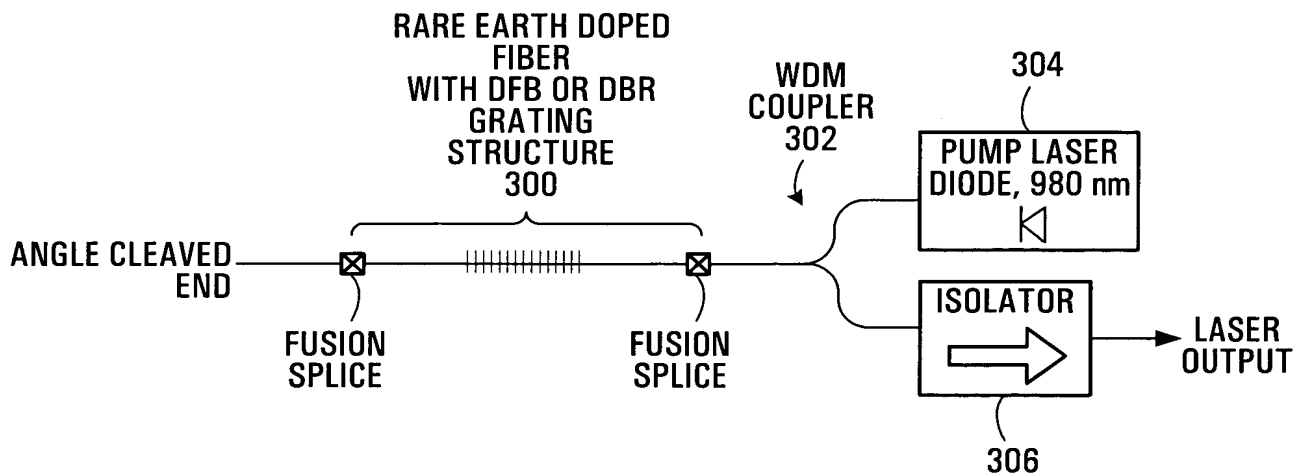 RARE EARTH DOPED
FIBER
WITH DFB OR DBR
GRATING
STRUCTURE
300
WDM
COUPLER
302
304
PUMP LASER
DIODE, 980 nm
ANGLE CLEAVED
END
FUSION
SPLICE
FUSION
SPLICE
ISOLATOR
LASER
OUTPUT
306